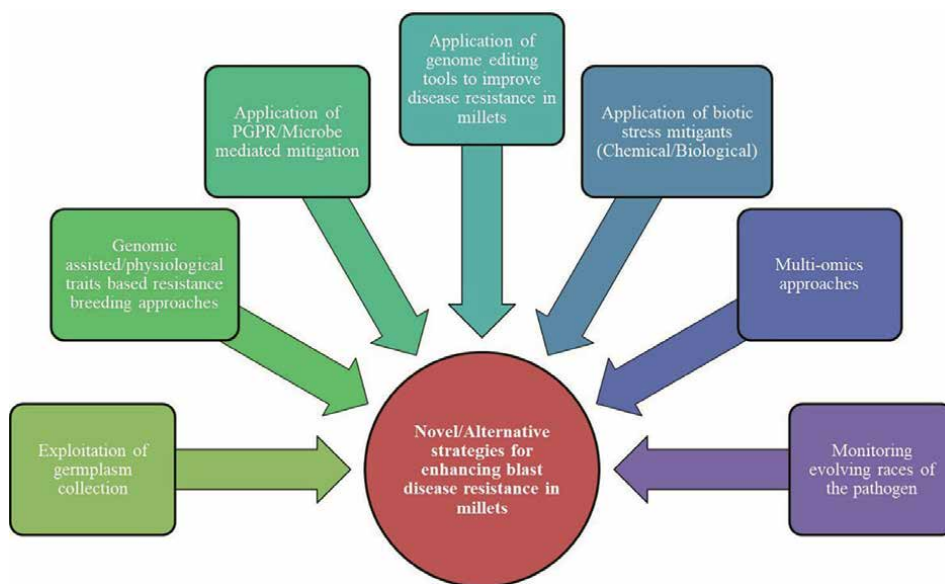 Exploitation of
germplasm
collection
Genomic
assisted/physiological
traits based resistance
breeding approaches
Application of
PGPR/Microbe
mediated mitigation
Application of
genome editing
tools to improve
disease resistance in
millets
Application of biotic
stress mitigants
(Chemical/Biological)
Multi-omics
approaches
Monitoring
evolving races of
the pathogen
Novel/Alternative
strategies for
enhancing blast
disease resistance in
millets